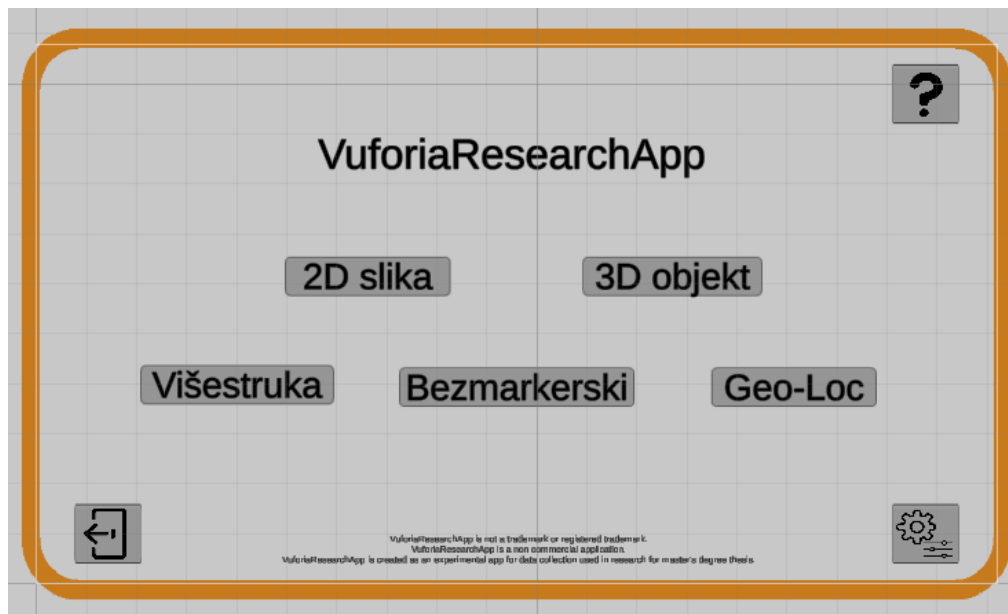 ?
VuforiaResearchApp
2D slika
3D objekt
Višestruka
Bezmarkerski
Geo-Loc
VuforiaResearchApp is not a trademark or registered trademark.
VuforiaResearchApp is a non commercial application.
VuforiaResearchApp is created as an experimental app for data collection used in research for master's degree thesis.